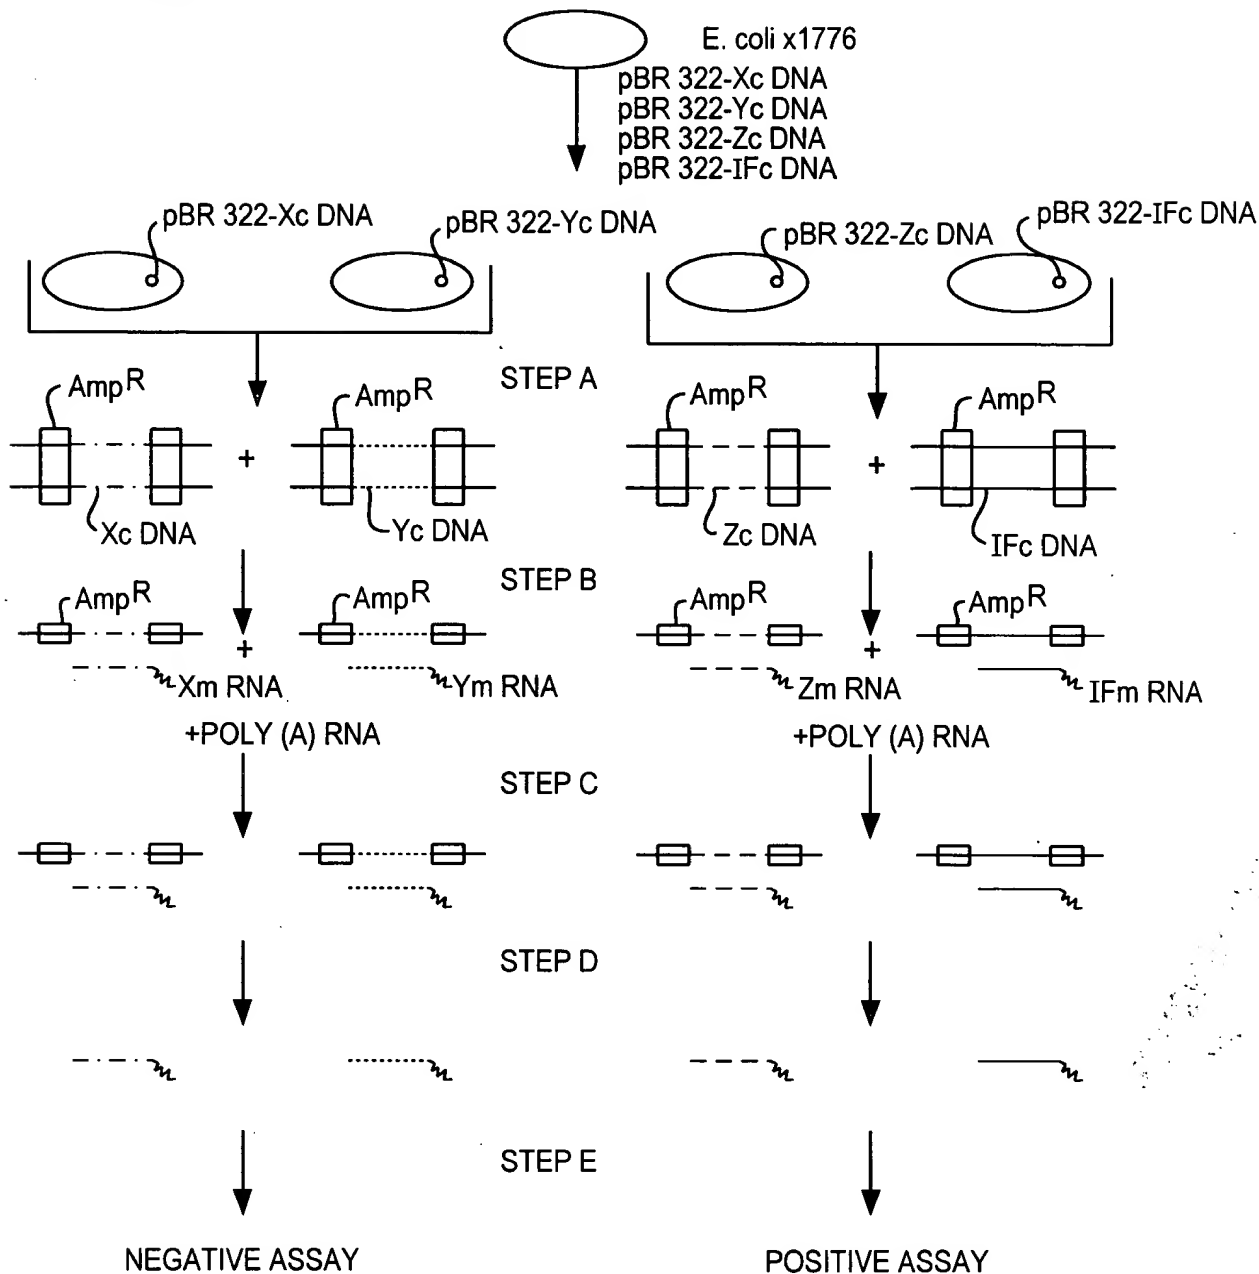 E. coli x1776
pBR 322-Xc DNA
pBR 322-Yc DNA
pBR 322-Zc DNA
pBR 322-IFc DNA
pBR 322-Xc DNA
pBR 322-Yc DNA
pBR 322-Zc DNA
pBR 322-IFc DNA
STEP A
AmpR
AmpR
AmpR
AmpR
+
+
Xc DNA
Yc DNA
Zc DNA
IFc DNA
STEP B
AmpR
AmpR
AmpR
AmpR
+
+
Xm RNA
Ym RNA
Zm RNA
IFm RNA
+POLY (A) RNA
+POLY (A) RNA
STEP C
STEP D
STEP E
NEGATIVE ASSAY
POSITIVE ASSAY